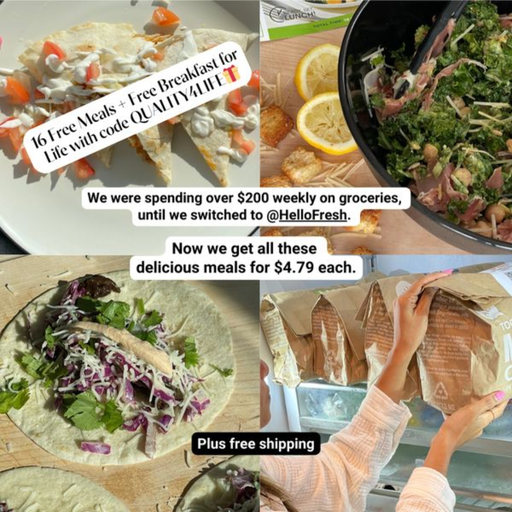 LUNCH!
16 Free Meals + Free Breakfast for
Life with code QUALITY4LIFE🎁
We were spending over $200 weekly on groceries,
until we switched to @HelloFresh.
Now we get all these
delicious meals for $4.79 each.
Plus free shipping